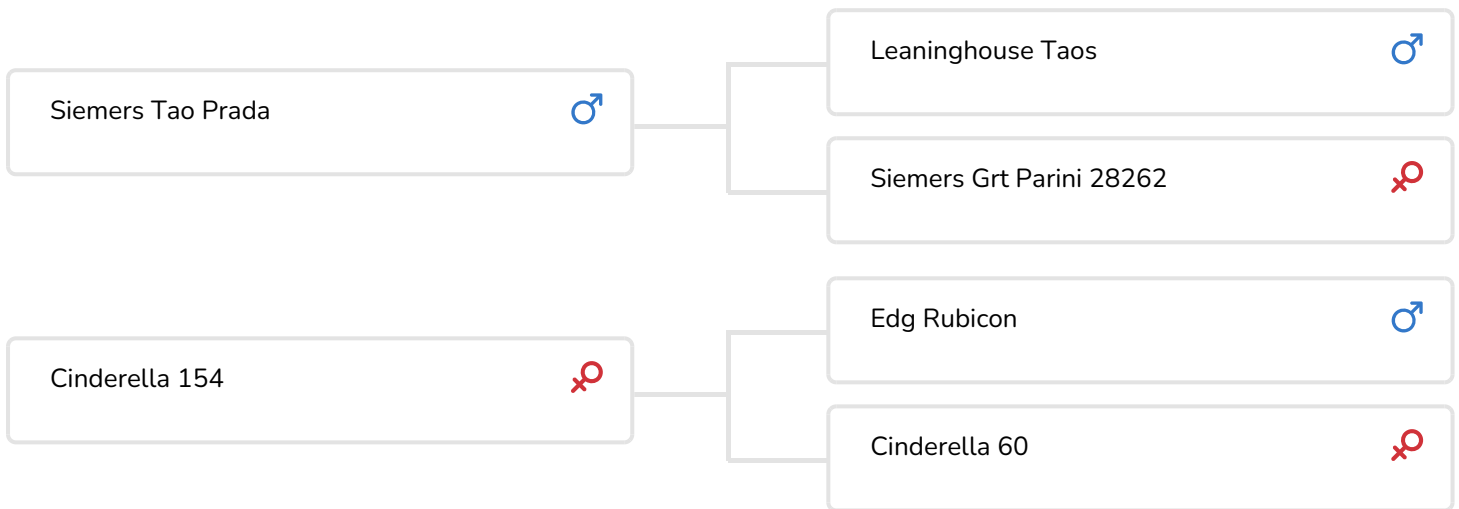 Leaninghouse Taos
Siemers Tao Prada
Siemers Grt Parini 28262
Edg Rubicon
Cinderella 154
Cinderella 60